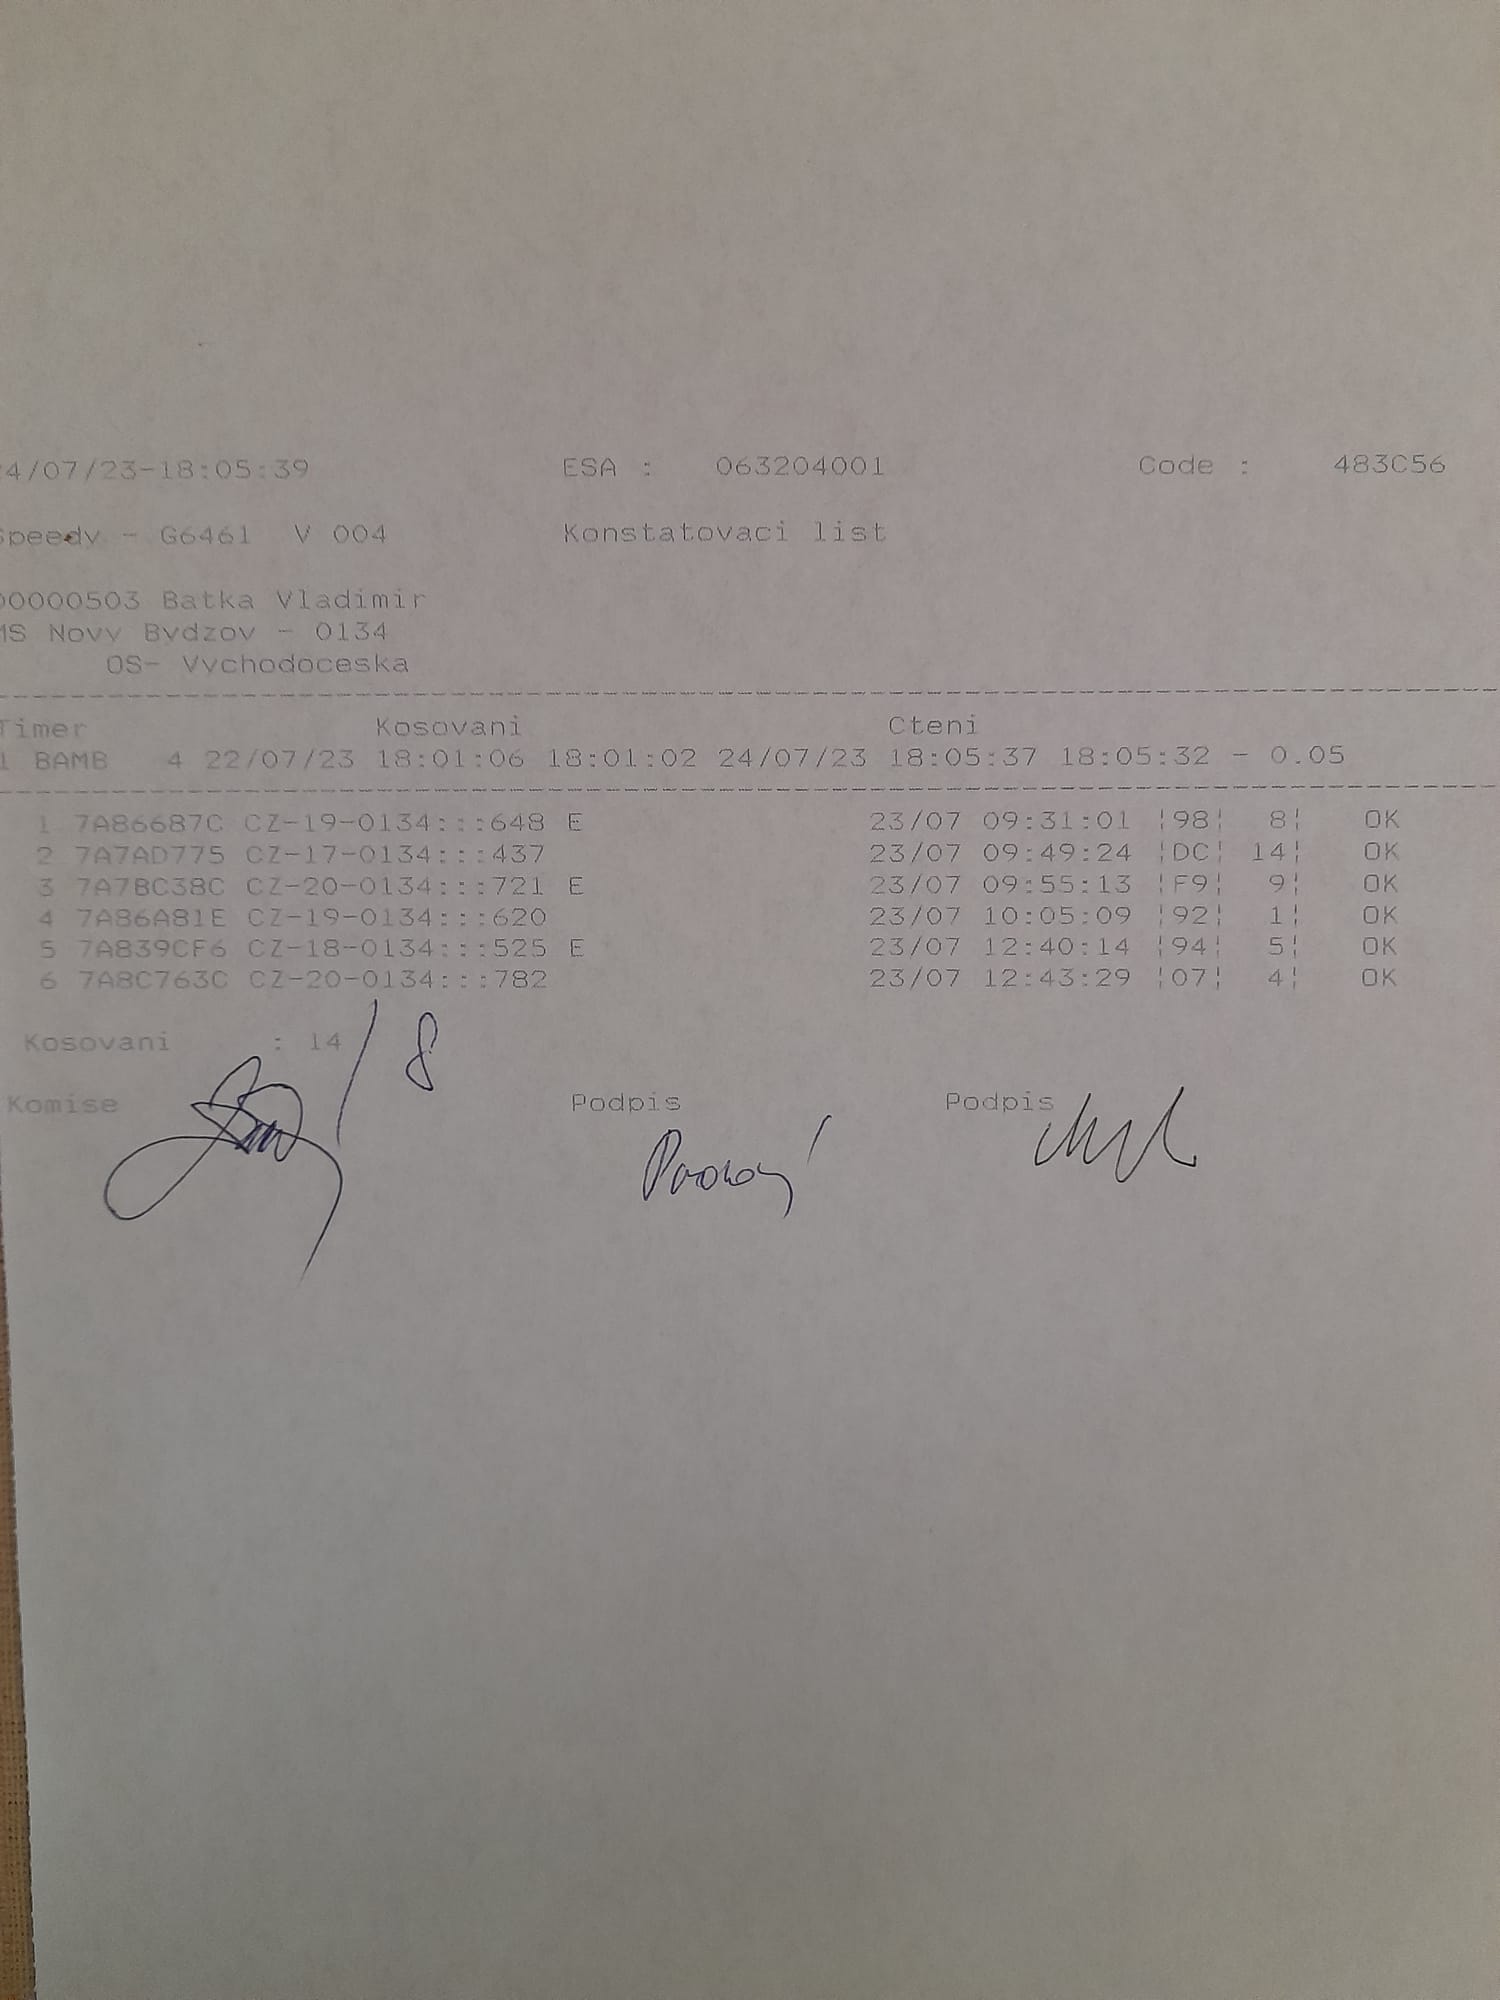 4/07/23-18:05:39 ESA : 063204001 Code : 483C56
Speedv - G6461 V 004 Konstatovaci list
00000503 Batka Vladimir
MS Novy Bydzov - 0134
OS- Vychodoceska
Timer Kosovani Cteni
1 BAMB 4 22/07/23 18:01:06 18:01:02 24/07/23 18:05:37 18:05:32 - 0.05
1 7A86687C CZ-19-0134:::648 E 23/07 09:31:01 ¦98¦ 8¦ OK
2 7A7AD775 CZ-17-0134:::437 23/07 09:49:24 ¦DC¦ 14¦ OK
3 7A7BC38C CZ-20-0134:::721 E 23/07 09:55:13 ¦F9¦ 9¦ OK
4 7A86A81E CZ-19-0134:::620 23/07 10:05:09 ¦92¦ 1¦ OK
5 7A839CF6 CZ-18-0134:::525 E 23/07 12:40:14 ¦94¦ 5¦ OK
6 7A8C763C CZ-20-0134:::782 23/07 12:43:29 ¦07¦ 4¦ OK
Kosovani : 14 / 8
Komise Podpis Podpis